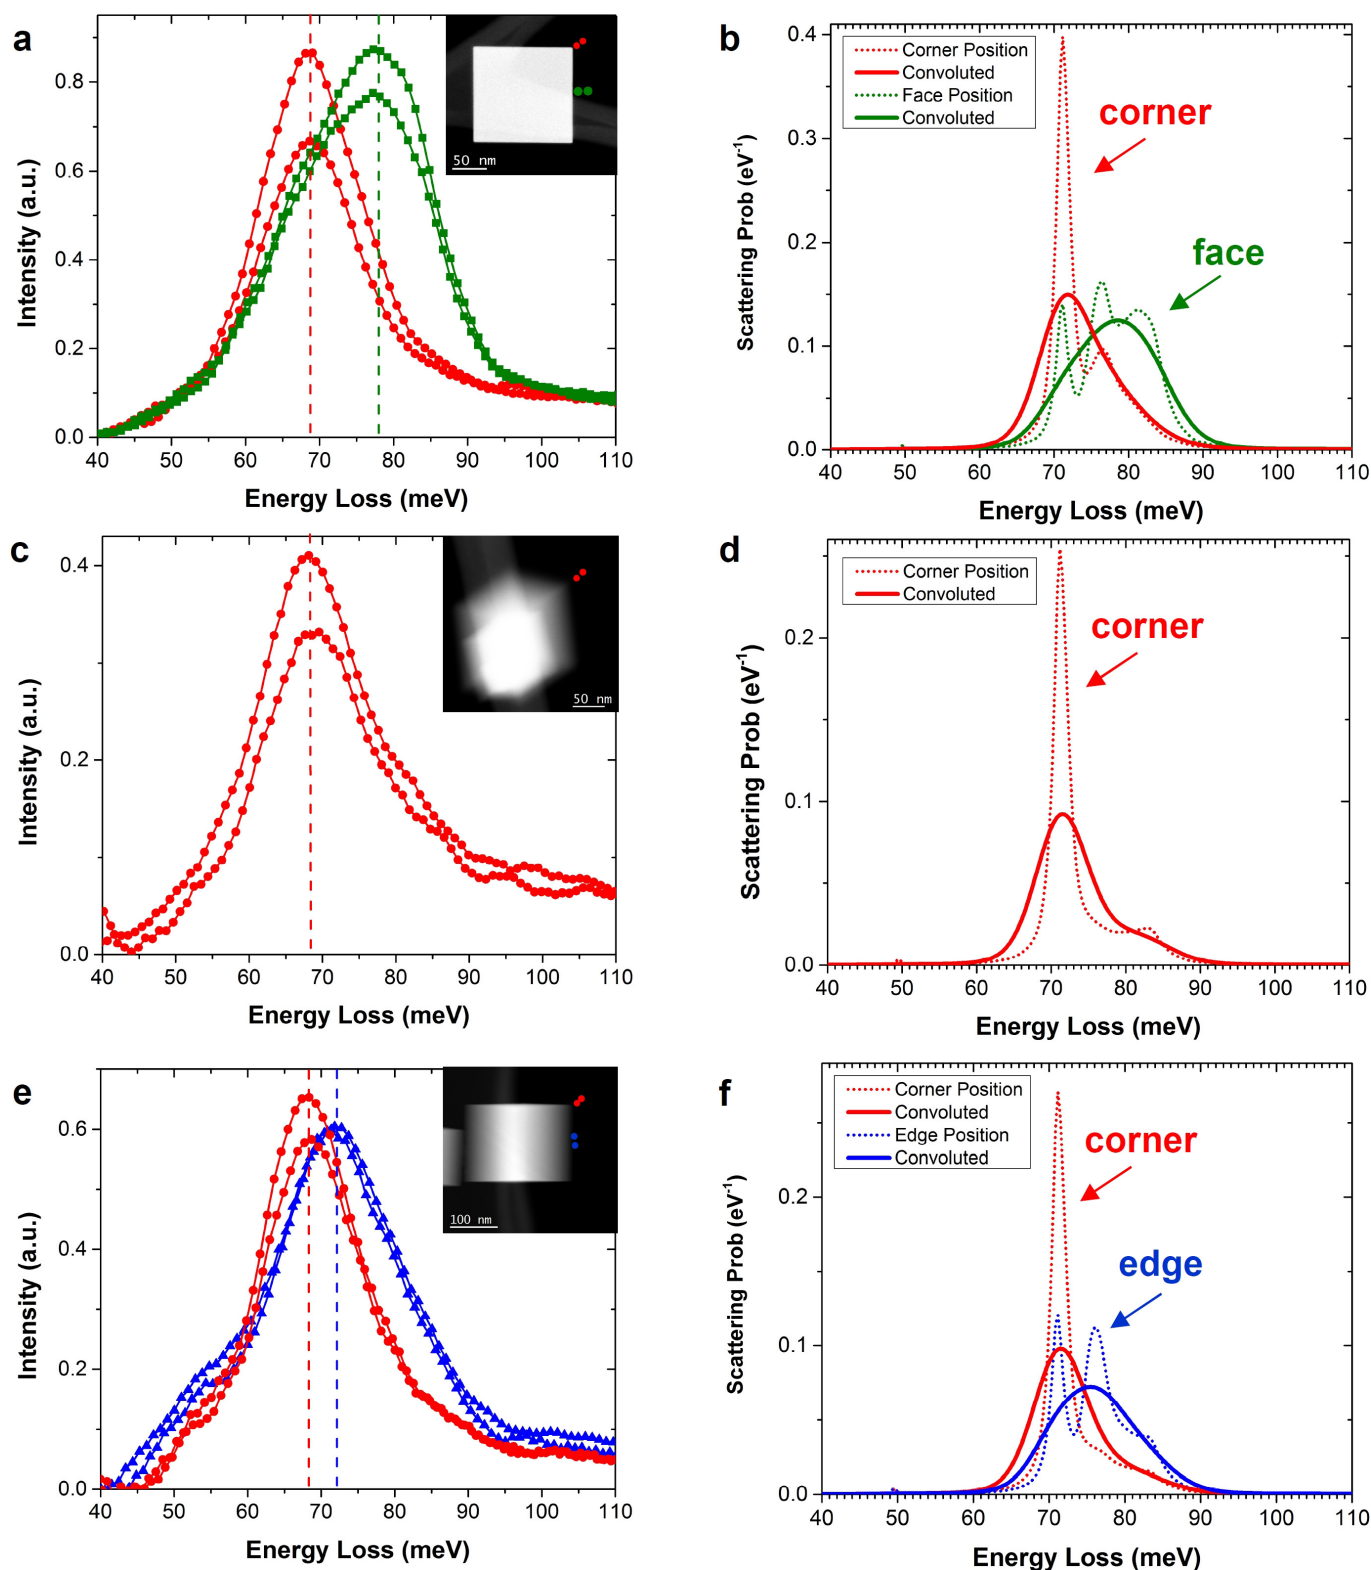 a
0.8
0.6
0.4
0.2
0.0
Intensity (a.u.)
40 50 60 70 80 90 100 110
Energy Loss (meV)
50 nm
b
0.4
0.3
0.2
0.1
0.0
Scattering Prob (eV⁻¹)
Corner Position
Convoluted
Face Position
Convoluted
corner
face
40 50 60 70 80 90 100 110
Energy Loss (meV)
c
0.4
0.2
0.0
Intensity (a.u.)
40 50 60 70 80 90 100 110
Energy Loss (meV)
50 nm
d
0.2
0.1
0.0
Scattering Prob (eV⁻¹)
Corner Position
Convoluted
corner
40 50 60 70 80 90 100 110
Energy Loss (meV)
e
0.6
0.4
0.2
0.0
Intensity (a.u.)
40 50 60 70 80 90 100 110
Energy Loss (meV)
100 nm
f
0.2
0.1
0.0
Scattering Prob (eV⁻¹)
Corner Position
Convoluted
Edge Position
Convoluted
corner
edge
40 50 60 70 80 90 100 110
Energy Loss (meV)